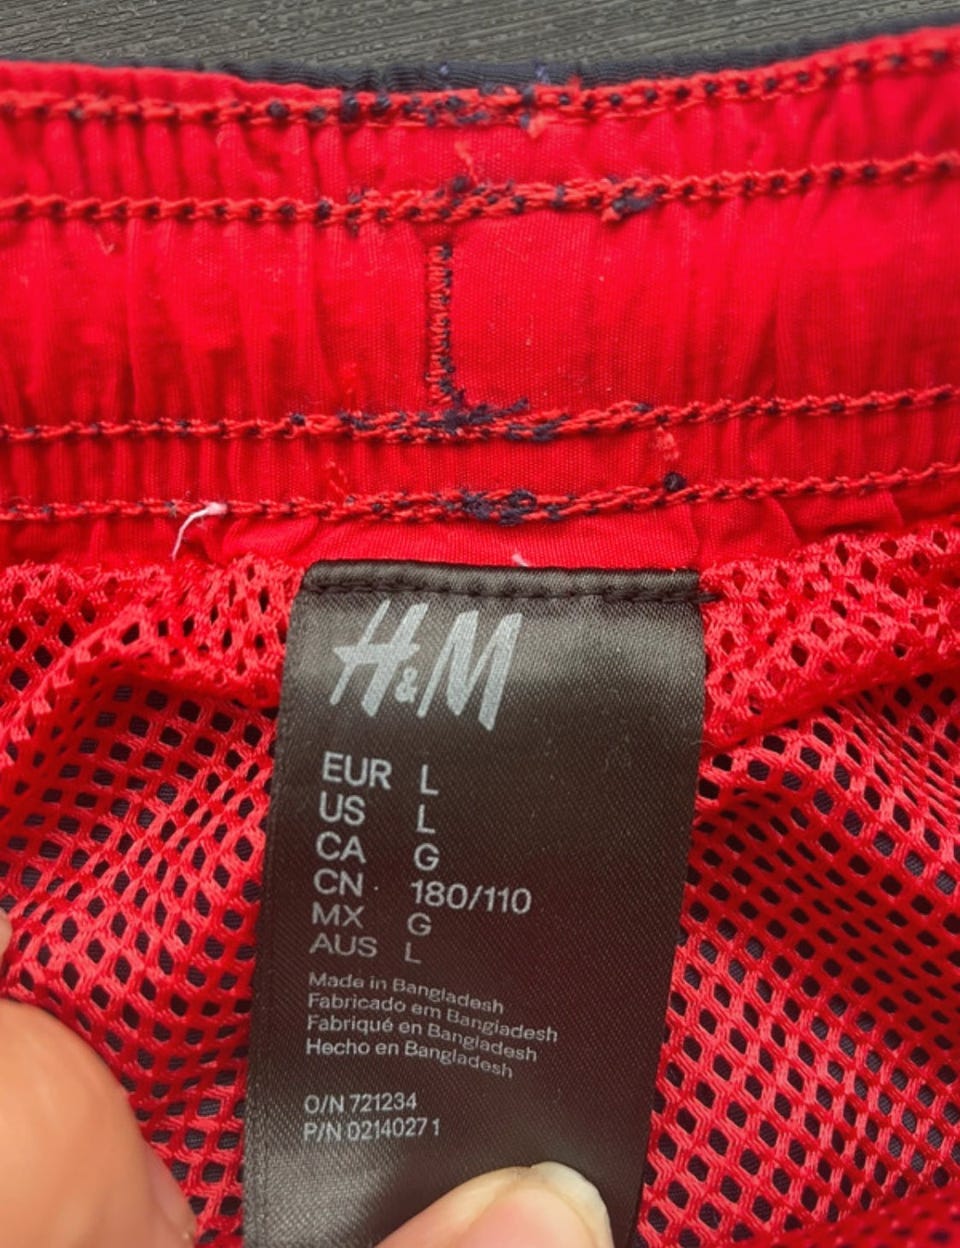 H&M
EUR L
US L
CA G
CN 180/110
MX G
AUS L
Made in Bangladesh
Fabricado em Bangladesh
Fabriqué en Bangladesh
Hecho en Bangladesh
O/N 721234
P/N 02140271